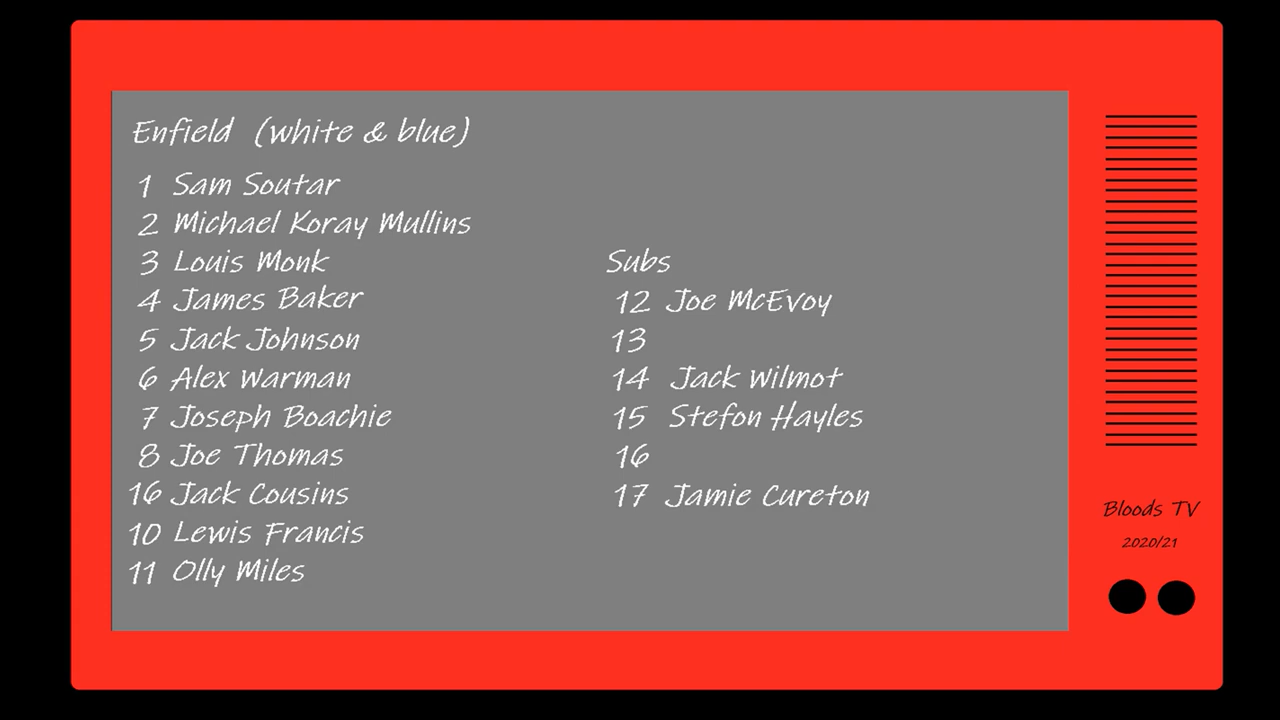 Enfield (white & blue)
1 Sam Soutar
2 Michael Koray Mullins
3 Louis Monk
4 James Baker
5 Jack Johnson
6 Alex Warman
7 Joseph Boachie
8 Joe Thomas
16 Jack Cousins
10 Lewis Francis
11 Olly Miles
Subs
12 Joe McEvoy
13
14 Jack Wilmot
15 Stefon Hayles
16
17 Jamie Cureton
Bloods TV
2020/21